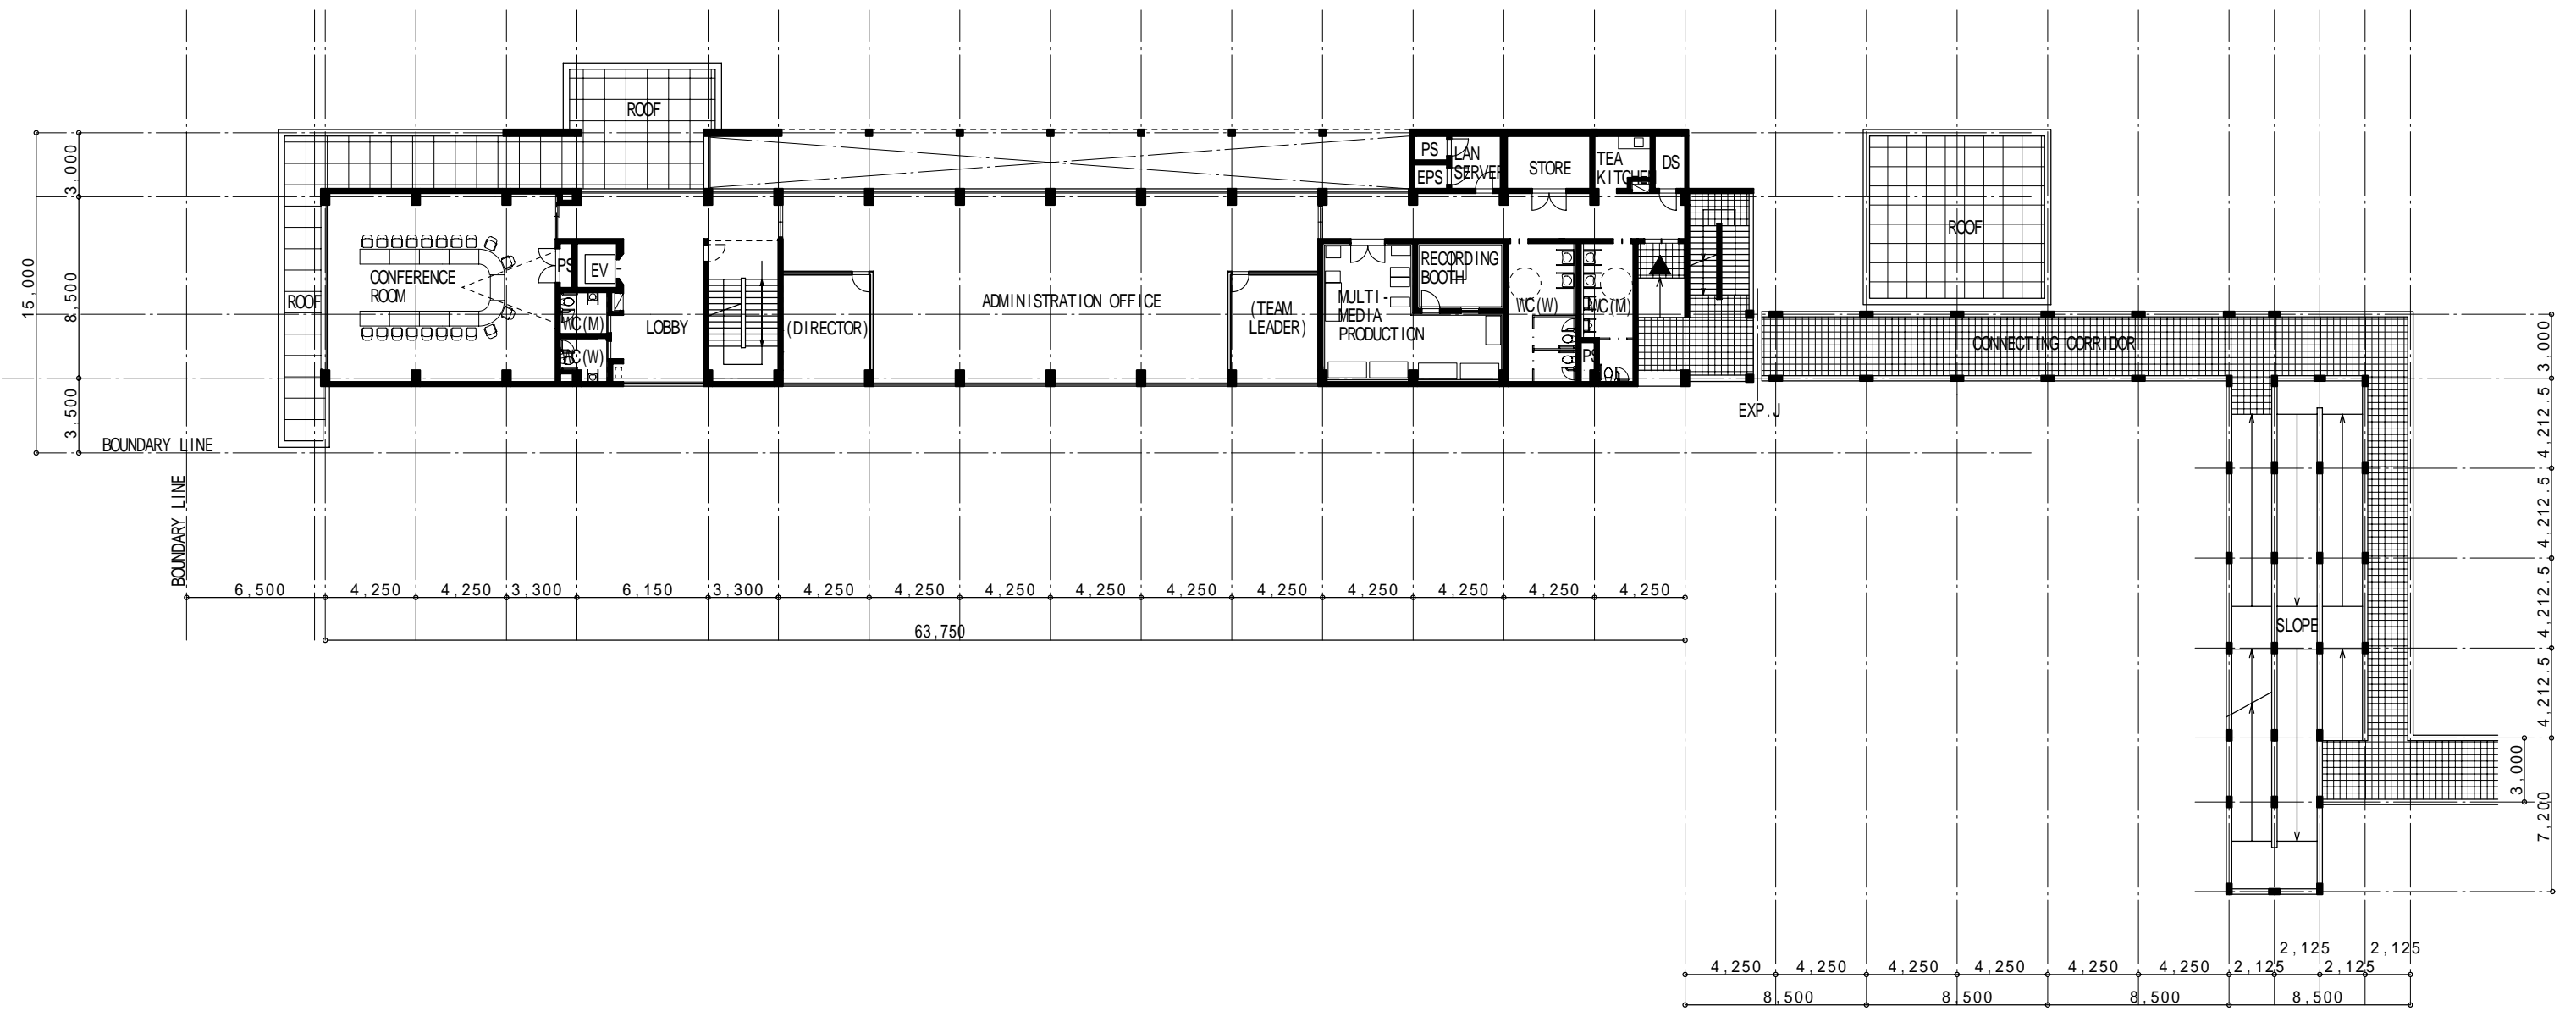 ROOF
3,000
8,500
3,500
15,000
PS
LAN
SERVER
EPS
STORE
TEA
KITCHEN
DS
ROOF
ROOF
CONFERENCE
ROOM
PS
EV
WC(M)
WC(W)
LOBBY
(DIRECTOR)
ADMINISTRATION OFFICE
(TEAM
LEADER)
MULTI-
MEDIA
PRODUCTION
RECORDING
BOOTH
WC(W)
WC(M)
PS
CONNECTING CORRIDOR
EXP.J
BOUNDARY LINE
BOUNDARY LINE
6,500
4,250
4,250
3,300
6,150
3,300
4,250
4,250
4,250
4,250
4,250
4,250
4,250
4,250
4,250
4,250
63,750
SLOPE
3,000
4,212.5
4,212.5
4,212.5
4,212.5
3,000
7,200
2,125
2,125
4,250
4,250
4,250
4,250
4,250
4,250
2,125
2,125
8,500
8,500
8,500
8,500